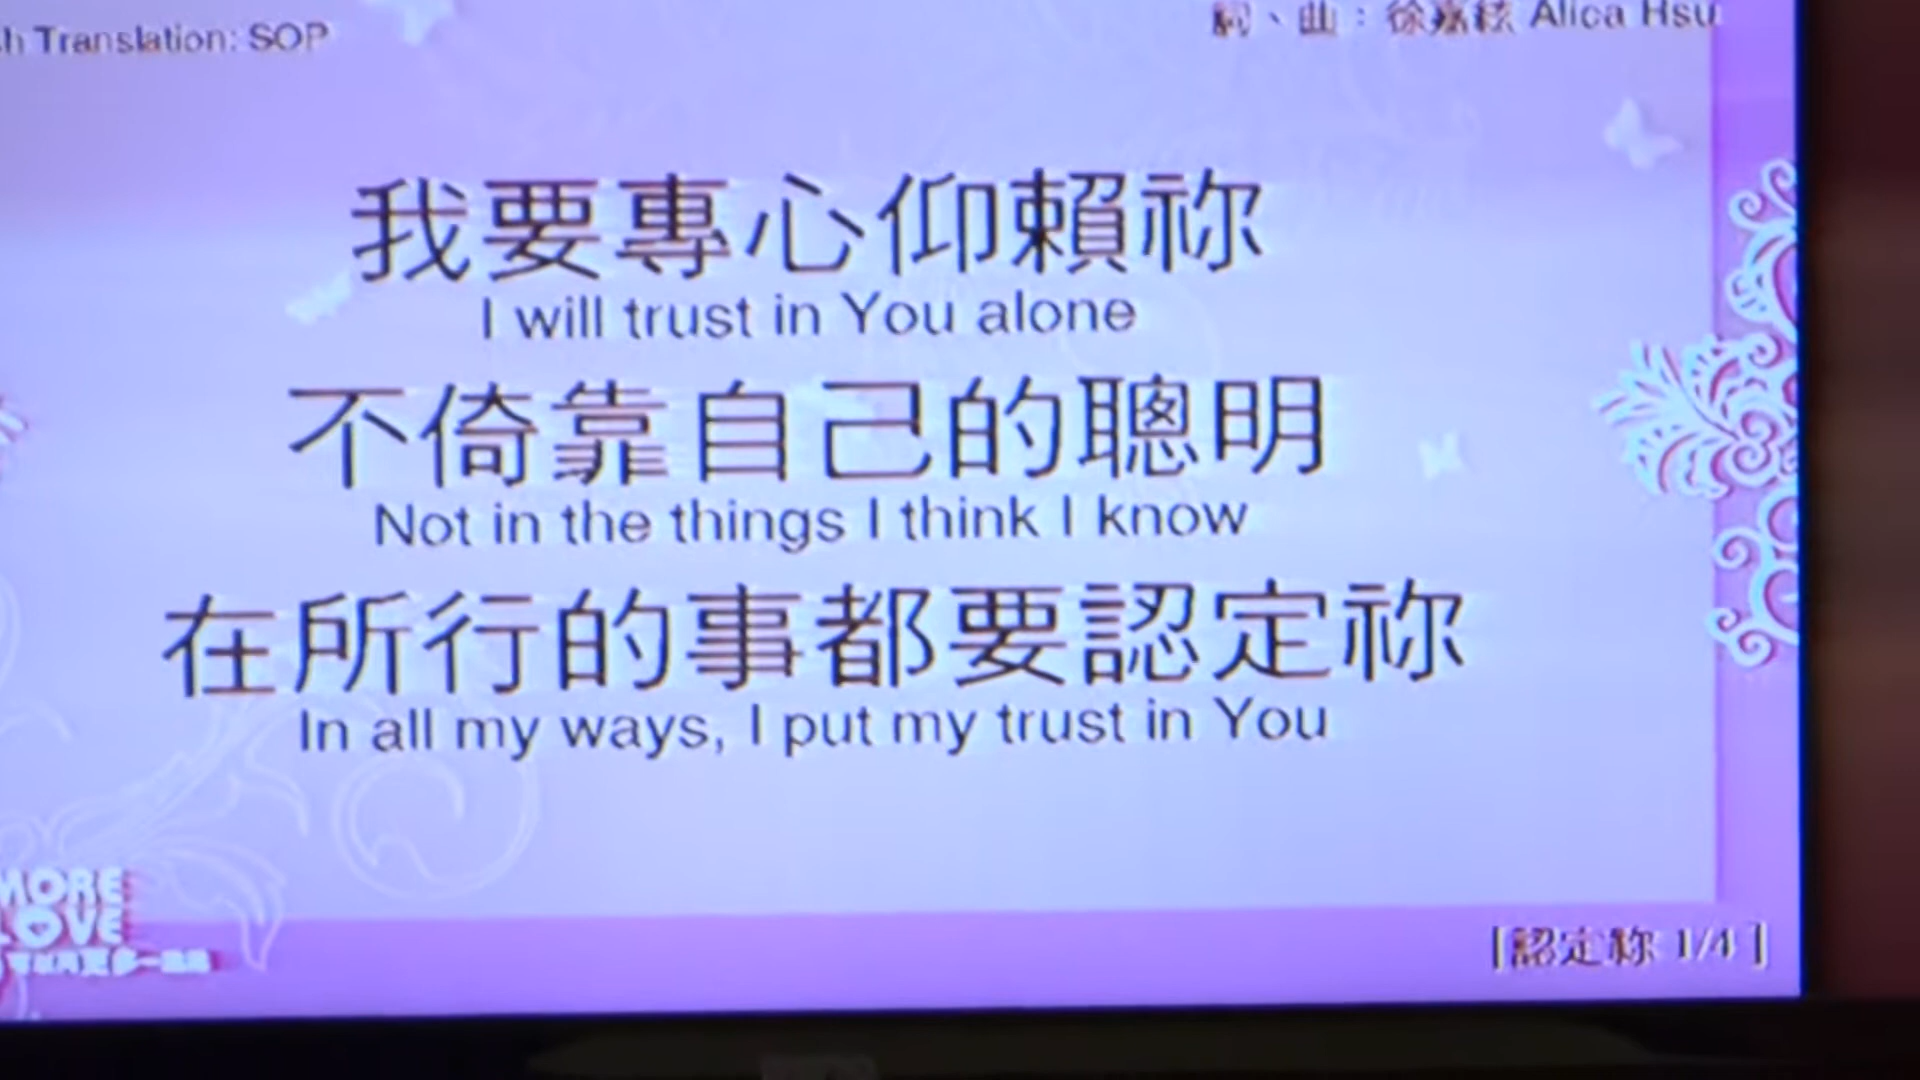 h Translation: SOP
詞、曲：徐嘉絃 Alica Hsu
我要專心仰賴祢
I will trust in You alone
不倚靠自己的聰明
Not in the things I think I know
在所行的事都要認定祢
In all my ways, I put my trust in You
MORE
LOVE
[認定祢 1/4 ]